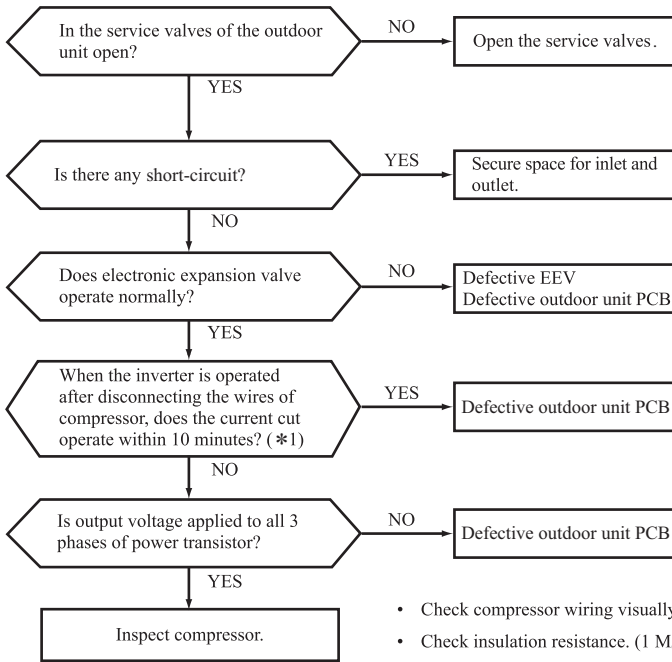 In the service valves of the outdoor
unit open?
NO
Open the service valves.
YES
Is there any short-circuit?
YES
Secure space for inlet and
outlet.
NO
Does electronic expansion valve
operate normally?
NO
Defective EEV
Defective outdoor unit PCB
YES
When the inverter is operated
after disconnecting the wires of
compressor, does the current cut
operate within 10 minutes? (＊1)
YES
Defective outdoor unit PCB
NO
Is output voltage applied to all 3
phases of power transistor?
NO
Defective outdoor unit PCB
YES
Inspect compressor.
• Check compressor wiring visually
• Check insulation resistance. (1 M